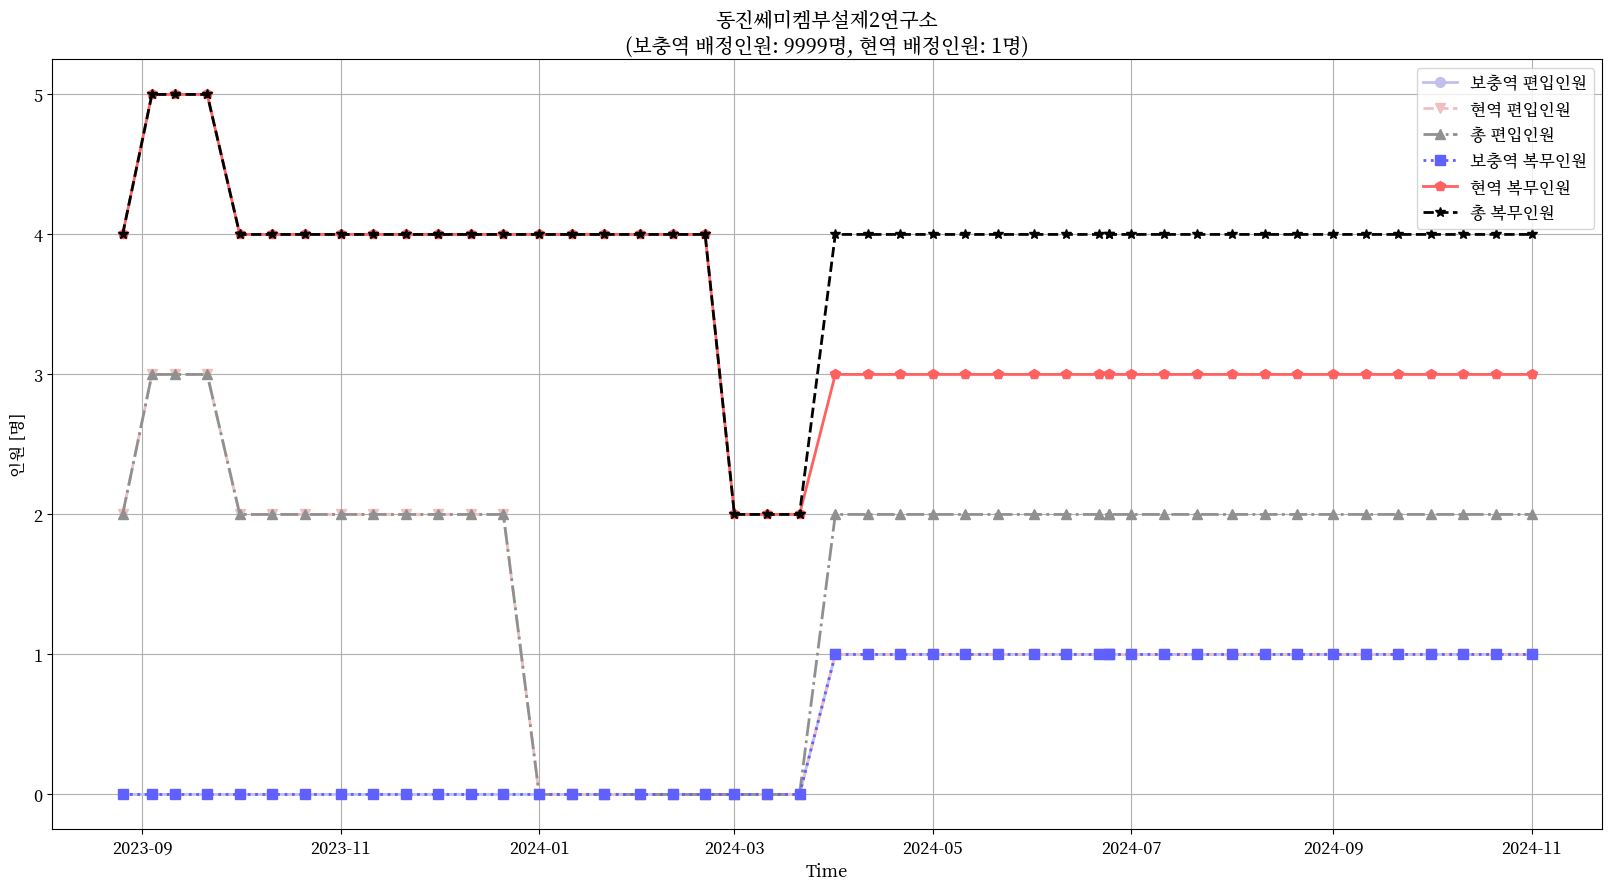 동진쎄미켐부설제2연구소
(보충역 배정인원: 9999명, 현역 배정인원: 1명)
보충역 편입인원
현역 편입인원
총 편입인원
보충역 복무인원
현역 복무인원
총 복무인원
5
4
3
2
1
0
인원 [명]
2023-09
2023-11
2024-01
2024-03
2024-05
2024-07
2024-09
2024-11
Time